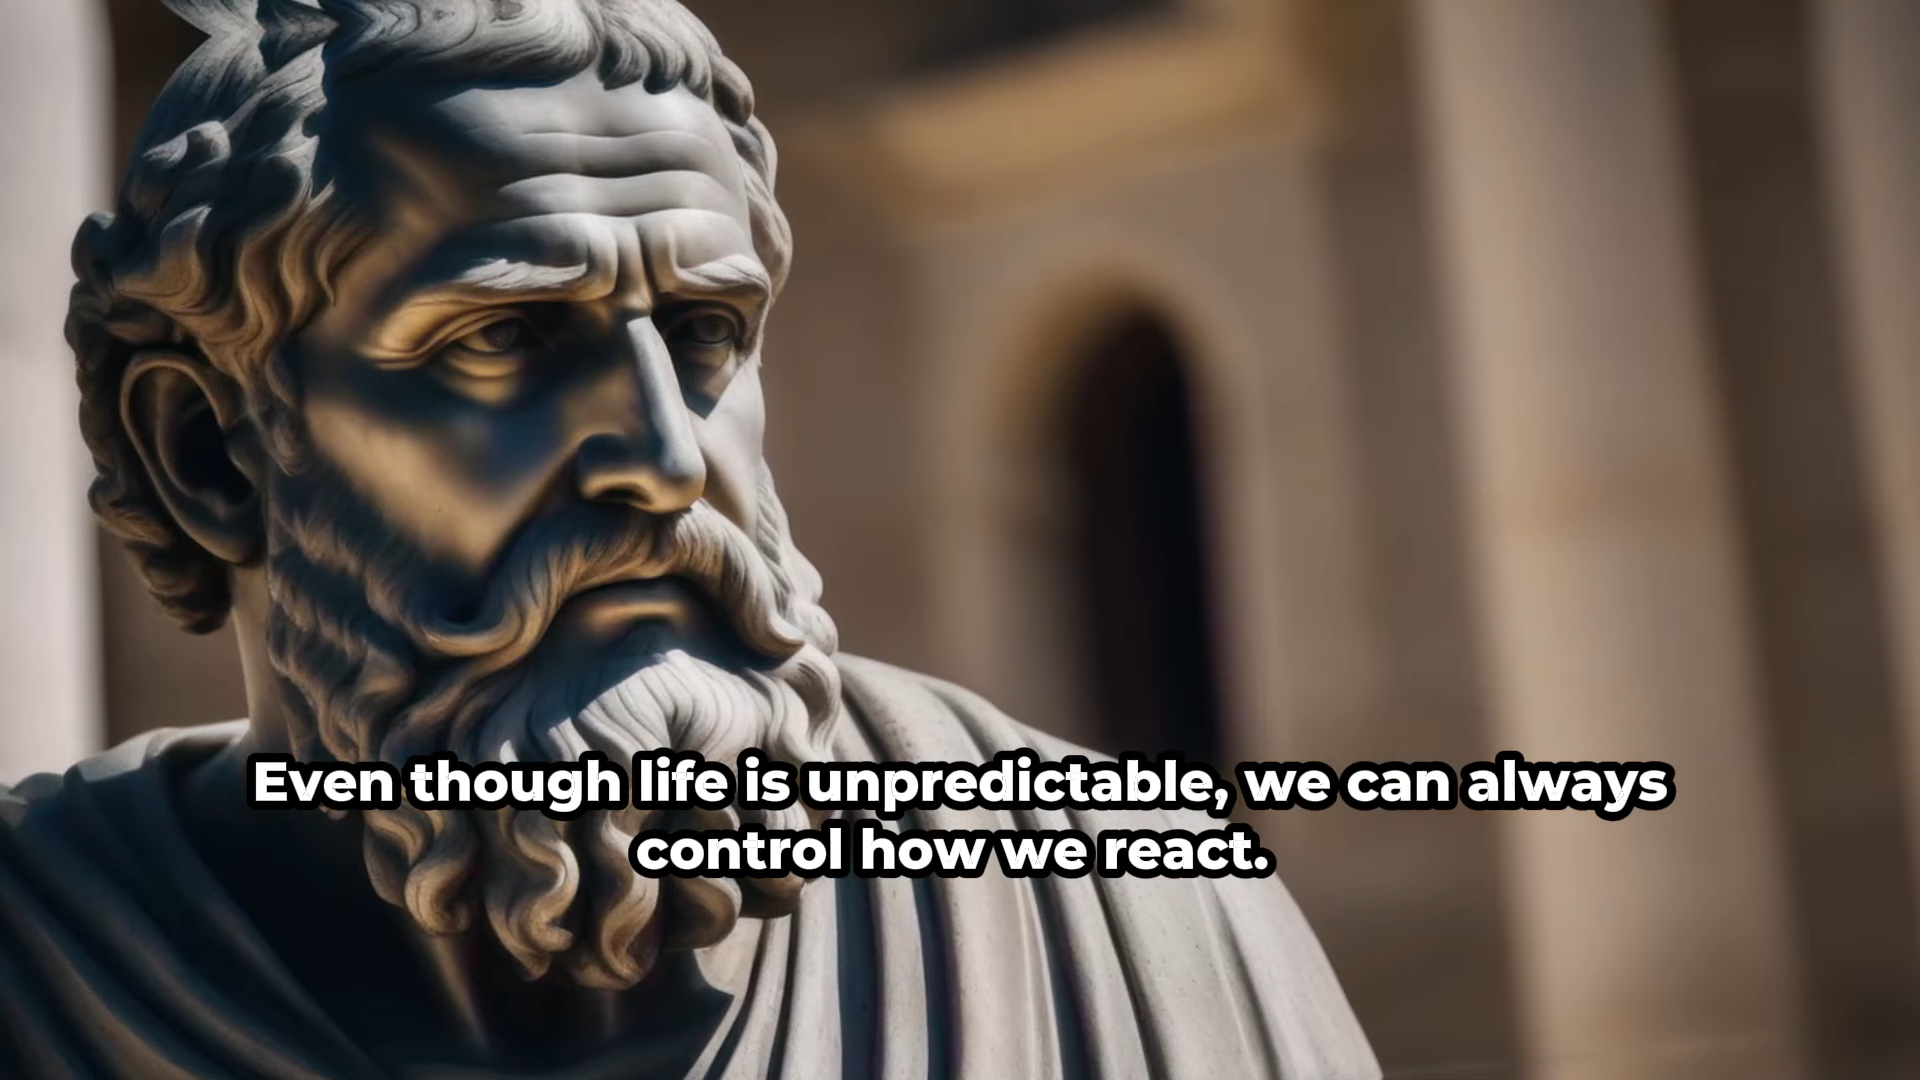 Even though life is unpredictable, we can always
control how we react.